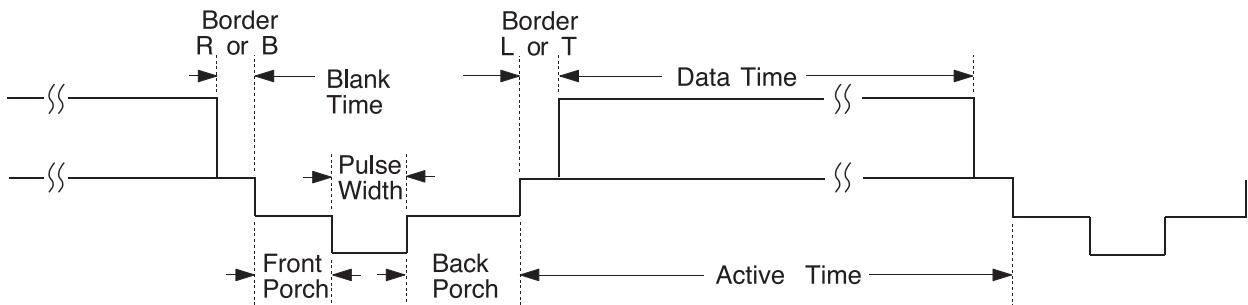 Border
R or B
Border
L or T
Blank
Time
Data Time
Pulse
Width
Front
Porch
Back
Porch
Active Time